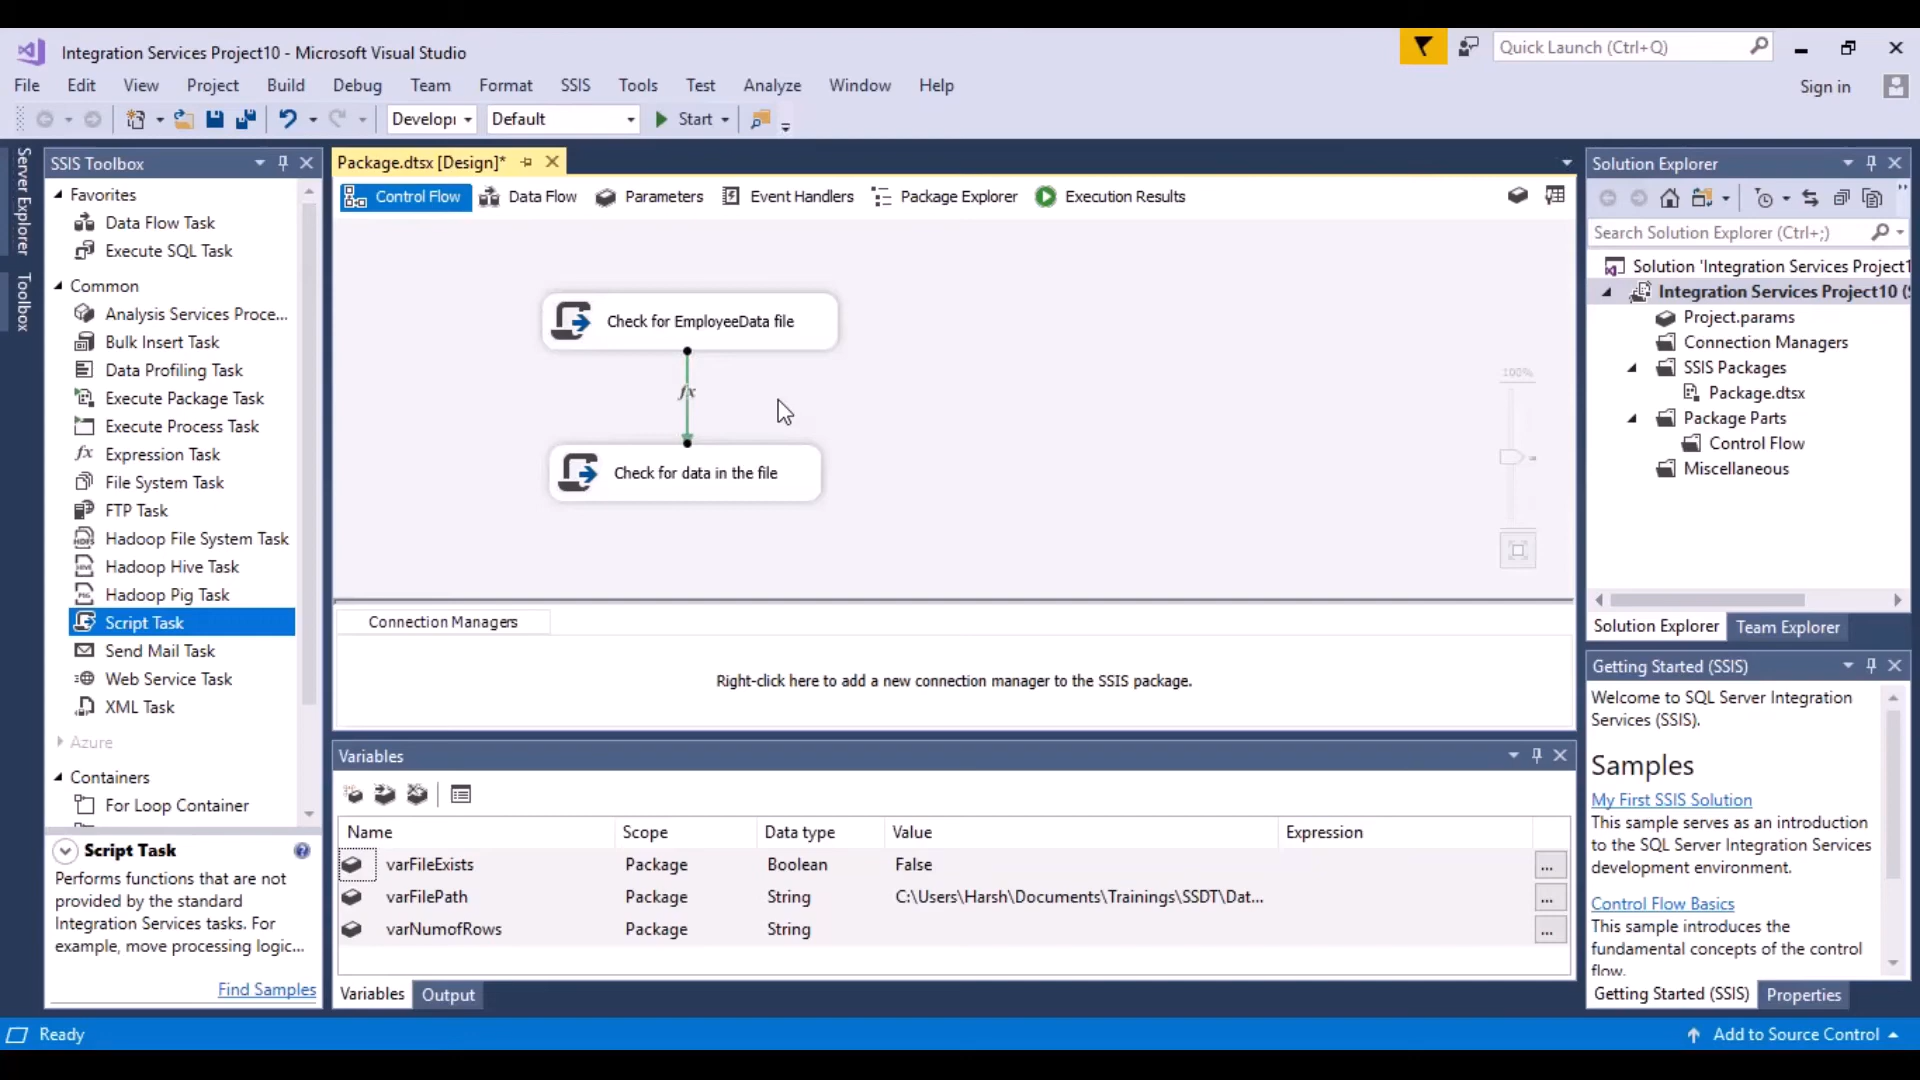 Integration Services Project10 - Microsoft Visual Studio
Quick Launch (Ctrl+Q)
File Edit View Project Build Debug Team Format SSIS Tools Test Analyze Window Help
Sign in
Developı Default Start
Server Explorer
Toolbox
SSIS Toolbox
Favorites
Data Flow Task
Execute SQL Task
Common
Analysis Services Proce...
Bulk Insert Task
Data Profiling Task
Execute Package Task
Execute Process Task
fx Expression Task
File System Task
FTP Task
Hadoop File System Task
Hadoop Hive Task
Hadoop Pig Task
Script Task
Send Mail Task
Web Service Task
XML Task
Azure
Containers
For Loop Container
Script Task
Performs functions that are not
provided by the standard
Integration Services tasks. For
example, move processing logic...
Find Samples
Package.dtsx [Design]*
Control Flow Data Flow Parameters Event Handlers Package Explorer Execution Results
Check for EmployeeData file
fx
Check for data in the file
100%
Connection Managers
Right-click here to add a new connection manager to the SSIS package.
Variables
Name Scope Data type Value Expression
varFileExists Package Boolean False ...
varFilePath Package String C:\Users\Harsh\Documents\Trainings\SSDT\Dat... ...
varNumofRows Package String ...
Variables Output
Solution Explorer
Search Solution Explorer (Ctrl+;)
Solution 'Integration Services Project1
Integration Services Project10 (
Project.params
Connection Managers
SSIS Packages
Package.dtsx
Package Parts
Control Flow
Miscellaneous
Solution Explorer Team Explorer
Getting Started (SSIS)
Welcome to SQL Server Integration
Services (SSIS).
Samples
My First SSIS Solution
This sample serves as an introduction
to the SQL Server Integration Services
development environment.
Control Flow Basics
This sample introduces the
fundamental concepts of the control
flow.
Getting Started (SSIS) Properties
Ready
Add to Source Control